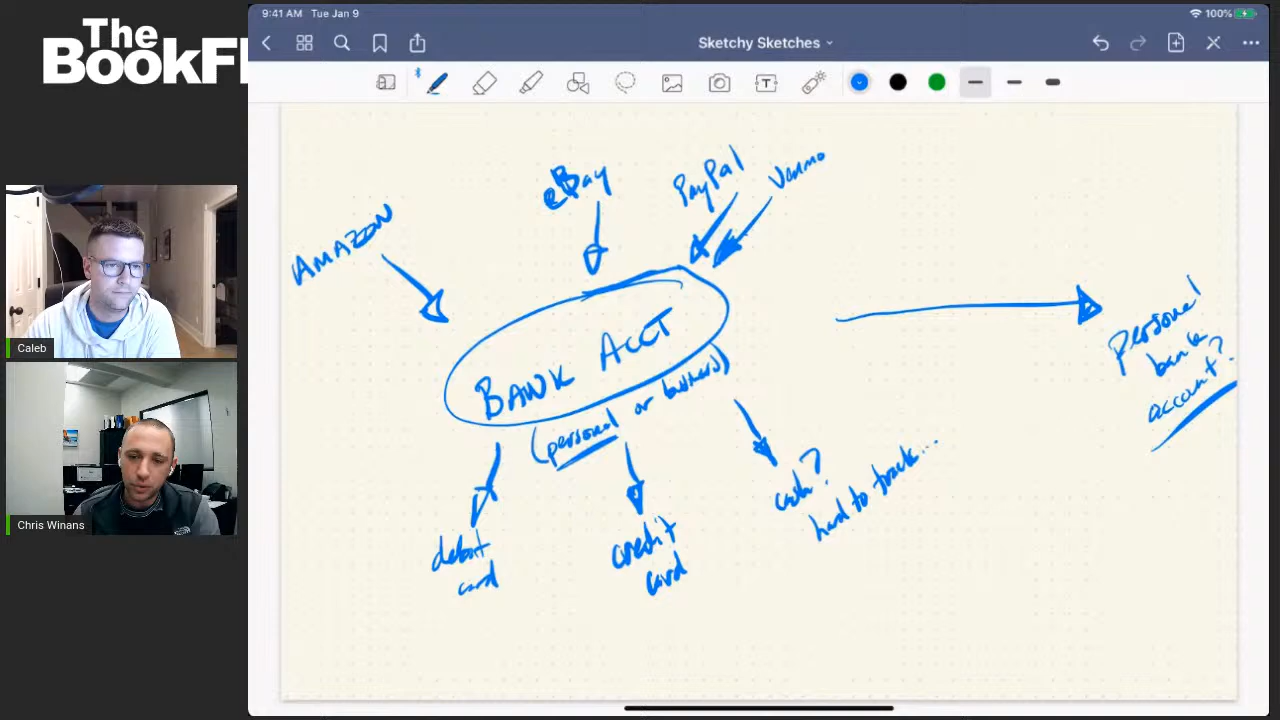 The
BookFl
9:41 AM Tue Jan 9
100%
Sketchy Sketches
T
eBay
PayPal
Venmo
AMAZON
BANK ACCT
(personal or business)
personal
bank
account?
cash?
hard to track...
debit
card
credit
card
Caleb
Chris Winans